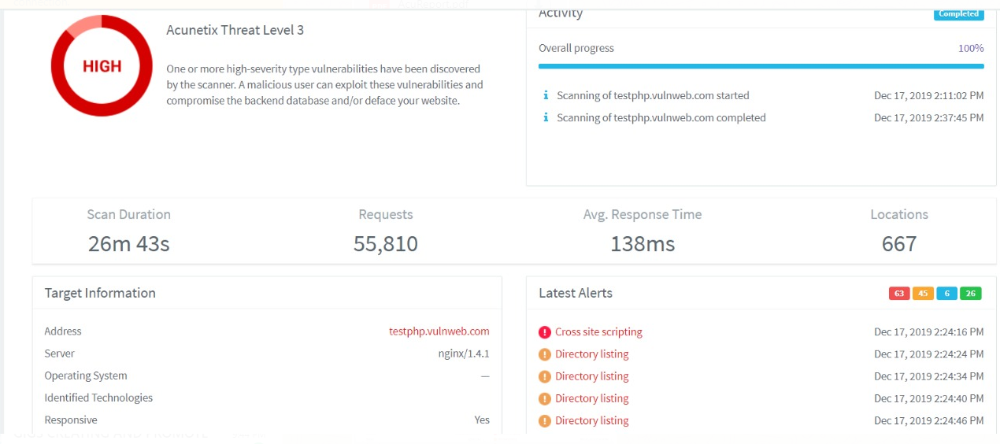 HIGH
Acunetix Threat Level 3
One or more high-severity type vulnerabilities have been discovered
by the scanner. A malicious user can exploit these vulnerabilities and
compromise the backend database and/or deface your website.
Activity
Completed
Overall progress 100%
Scanning of testphp.vulnweb.com started Dec 17, 2019 2:11:02 PM
Scanning of testphp.vulnweb.com completed Dec 17, 2019 2:37:45 PM
Scan Duration Requests Avg. Response Time Locations
26m 43s 55,810 138ms 667
Target Information
Address testphp.vulnweb.com
Server nginx/1.4.1
Operating System —
Identified Technologies
Responsive Yes
Latest Alerts 63 45 6 26
Cross site scripting Dec 17, 2019 2:24:16 PM
Directory listing Dec 17, 2019 2:24:24 PM
Directory listing Dec 17, 2019 2:24:34 PM
Directory listing Dec 17, 2019 2:24:40 PM
Directory listing Dec 17, 2019 2:24:46 PM